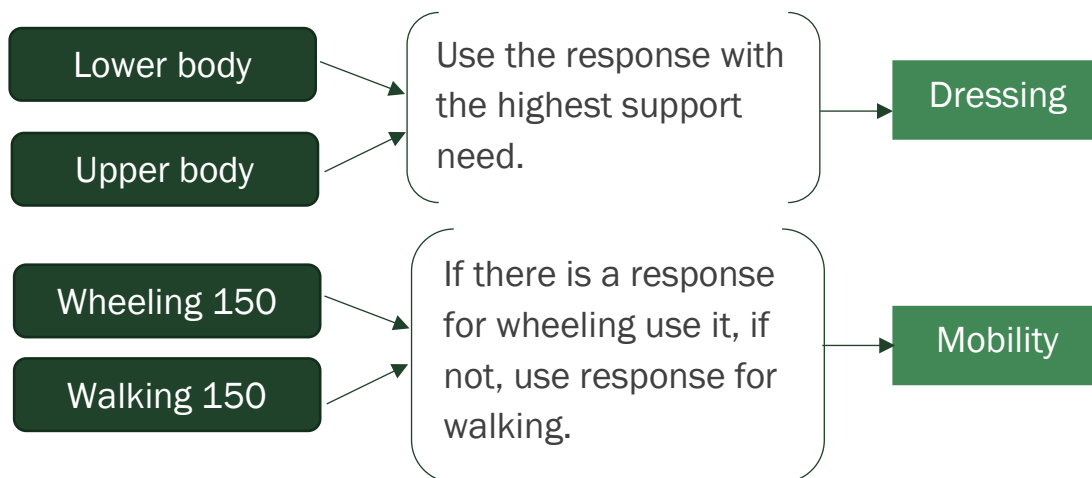 Lower body
Upper body
Use the response with
the highest support
need.
Dressing
Wheeling 150
Walking 150
If there is a response
for wheeling use it, if
not, use response for
walking.
Mobility